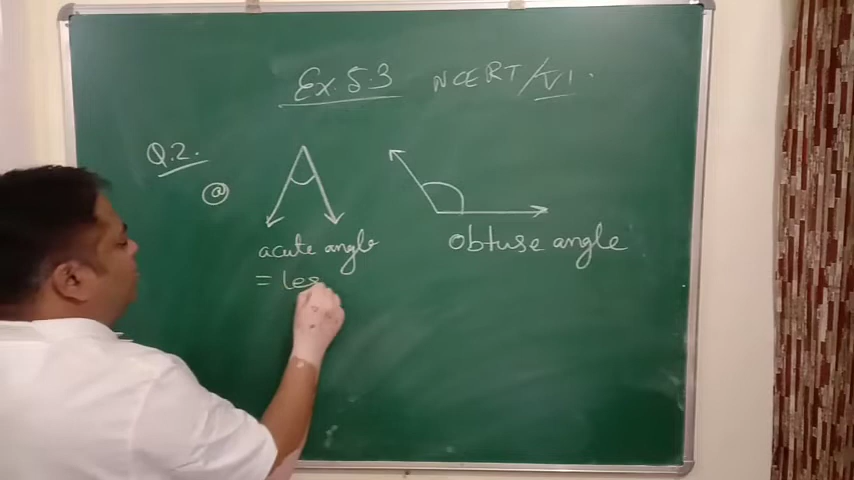 Ex. 5.3 NCERT/VI.
Q.2.
a
acute angle
obtuse angle
= les